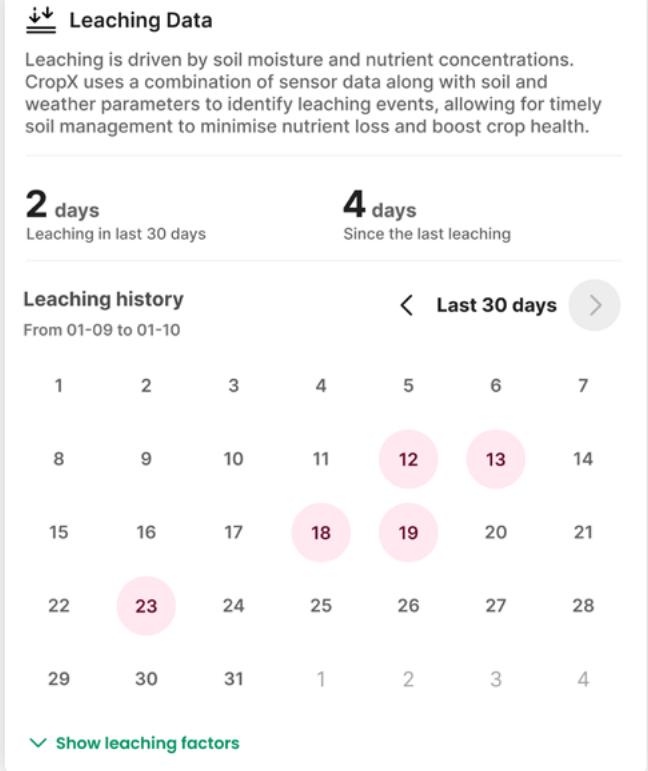 Leaching Data
Leaching is driven by soil moisture and nutrient concentrations.
CropX uses a combination of sensor data along with soil and
weather parameters to identify leaching events, allowing for timely
soil management to minimise nutrient loss and boost crop health.
2 days
Leaching in last 30 days
4 days
Since the last leaching
Leaching history
Last 30 days
From 01-09 to 01-10
1 2 3 4 5 6 7
8 9 10 11 12 13 14
15 16 17 18 19 20 21
22 23 24 25 26 27 28
29 30 31 1 2 3 4
Show leaching factors